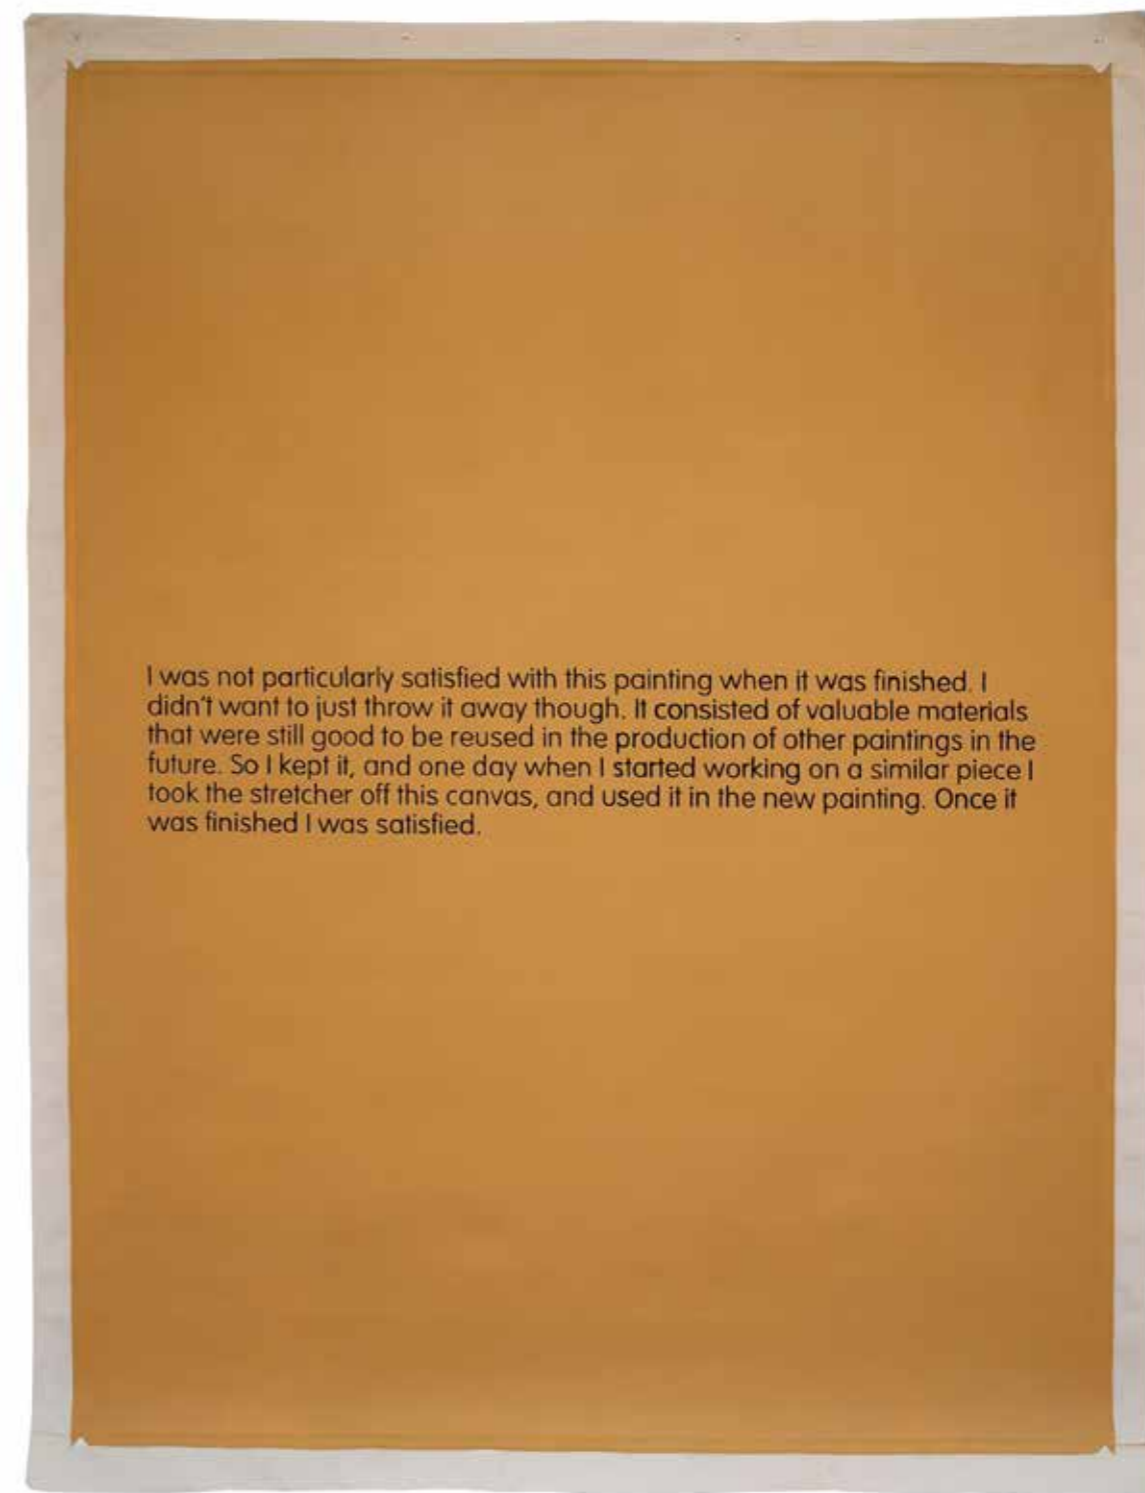 I was not particularly satisfied with this painting when it was finished. I
didn't want to just throw it away though. It consisted of valuable materials
that were still good to be reused in the production of other paintings in the
future. So I kept it, and one day when I started working on a similar piece I
took the stretcher off this canvas, and used it in the new painting. Once it
was finished I was satisfied.